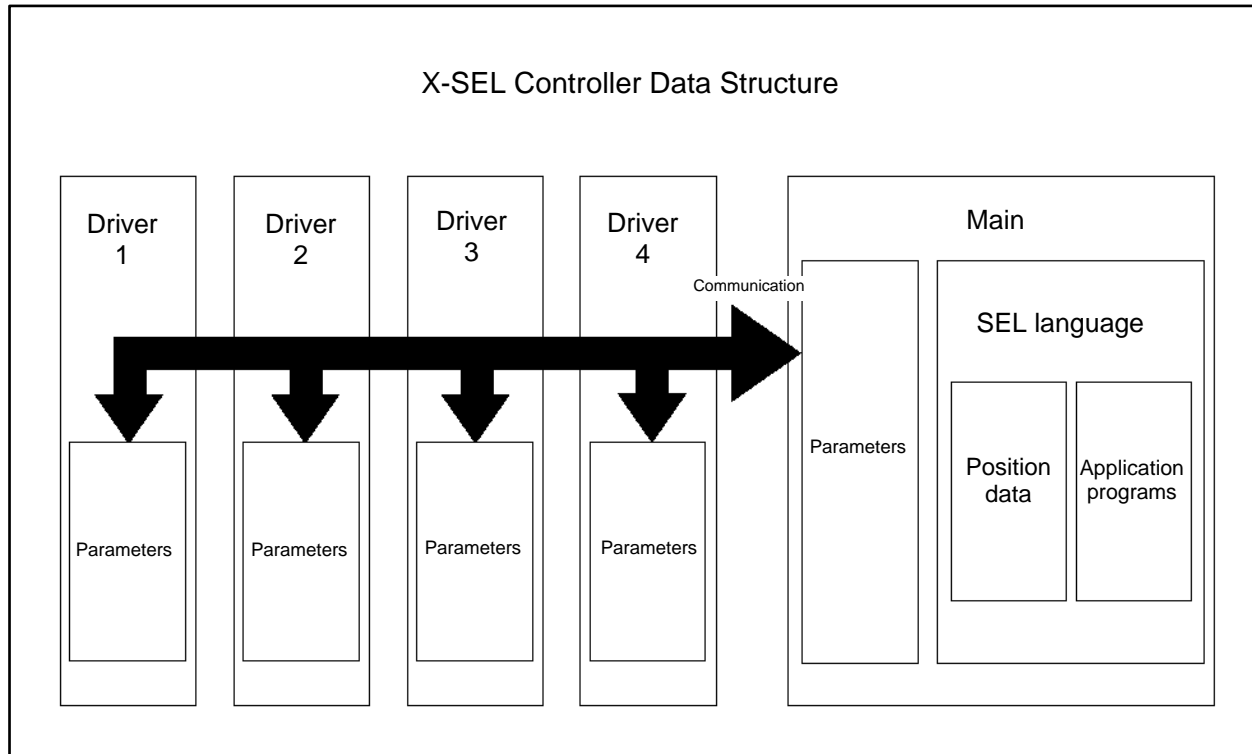 X-SEL Controller Data Structure
Driver
1
Driver
2
Driver
3
Driver
4
Communication
Main
SEL language
Parameters
Parameters
Parameters
Parameters
Parameters
Position
data
Application
programs